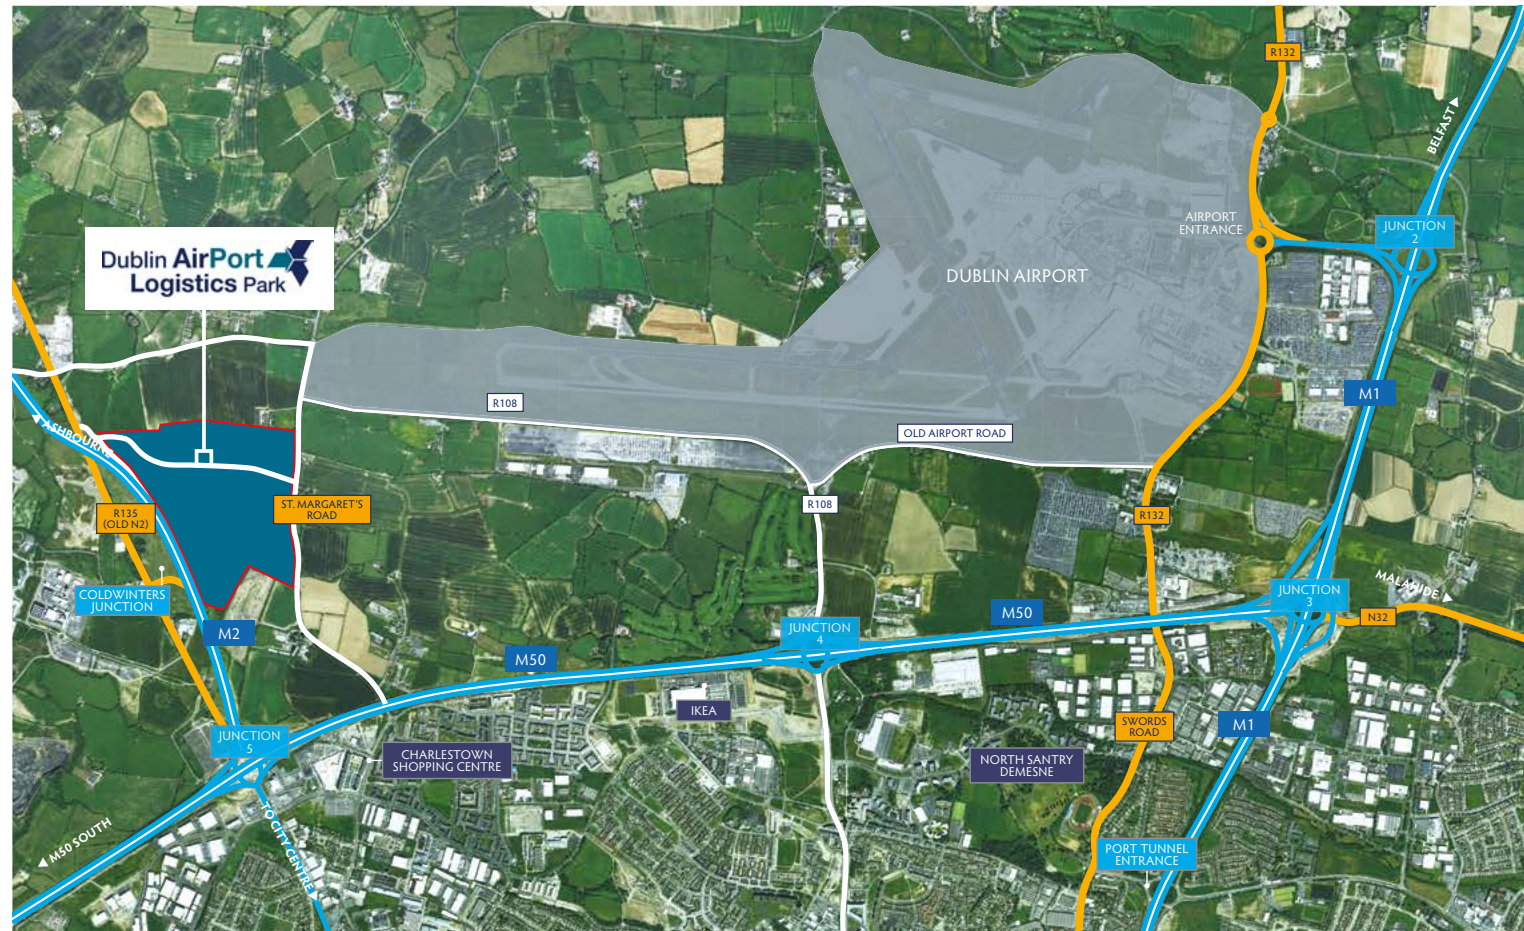 R132
BELFAST
AIRPORT
ENTRANCE
JUNCTION
2
Dublin AirPort
Logistics Park
DUBLIN AIRPORT
M1
R108
OLD AIRPORT ROAD
ASHBOURNE
ST. MARGARET'S
ROAD
R135
(OLD N2)
R108
R132
COLDWINTERS
JUNCTION
MALAHIDE
JUNCTION
3
N32
M50
M2
JUNCTION
4
M50
IKEA
SWORDS
ROAD
M1
JUNCTION
5
CHARLESTOWN
SHOPPING CENTRE
NORTH SANTRY
DEMESNE
M50 SOUTH
TO CITY CENTRE
PORT TUNNEL
ENTRANCE